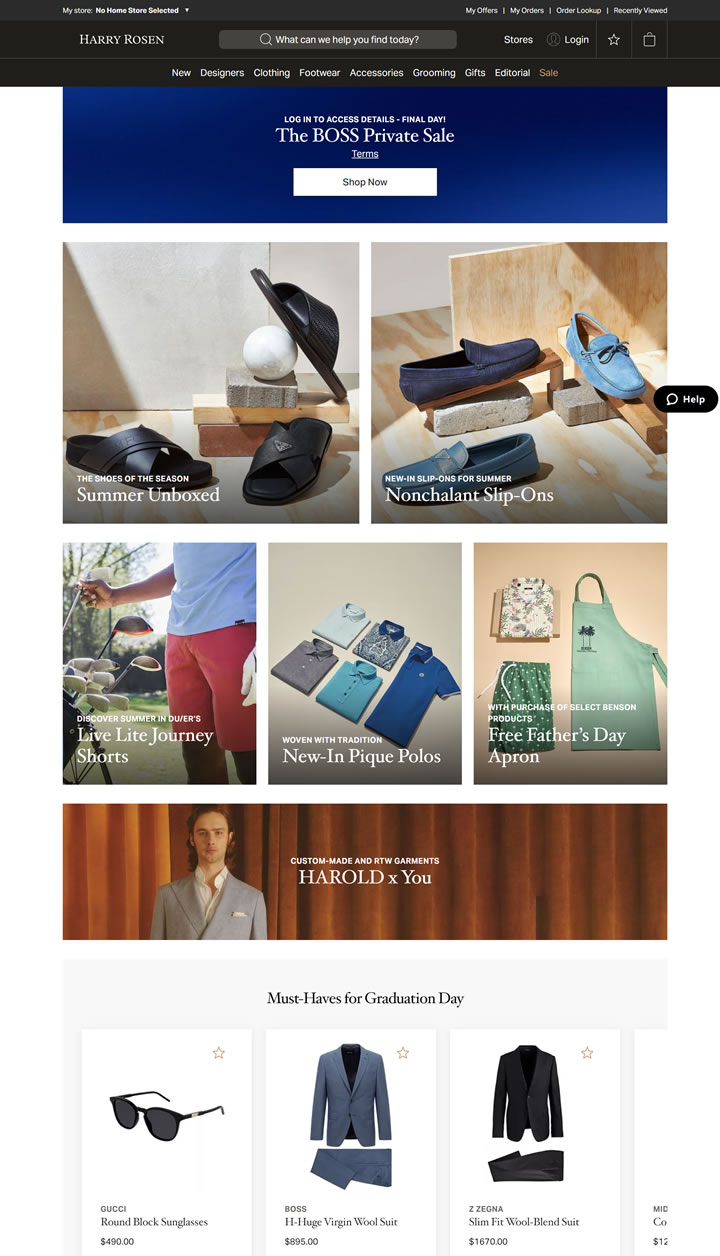 My store: No Home Store Selected ▼
My Offers | My Orders | Order Lookup | Recently Viewed
HARRY ROSEN
What can we help you find today?
Stores
Login
New Designers Clothing Footwear Accessories Grooming Gifts Editorial Sale
LOG IN TO ACCESS DETAILS - FINAL DAY!
The BOSS Private Sale
Terms
Shop Now
Help
THE SHOES OF THE SEASON
Summer Unboxed
NEW-IN SLIP-ONS FOR SUMMER
Nonchalant Slip-Ons
DISCOVER SUMMER IN DUER'S
Live Lite Journey
Shorts
WOVEN WITH TRADITION
New-In Pique Polos
WITH PURCHASE OF SELECT BENSON
PRODUCTS
Free Father's Day
Apron
CUSTOM-MADE AND RTW GARMENTS
HAROLD x You
Must-Haves for Graduation Day
GUCCI
Round Block Sunglasses
$490.00
BOSS
H-Huge Virgin Wool Suit
$895.00
Z ZEGNA
Slim Fit Wool-Blend Suit
$1670.00
MID
Co
$12